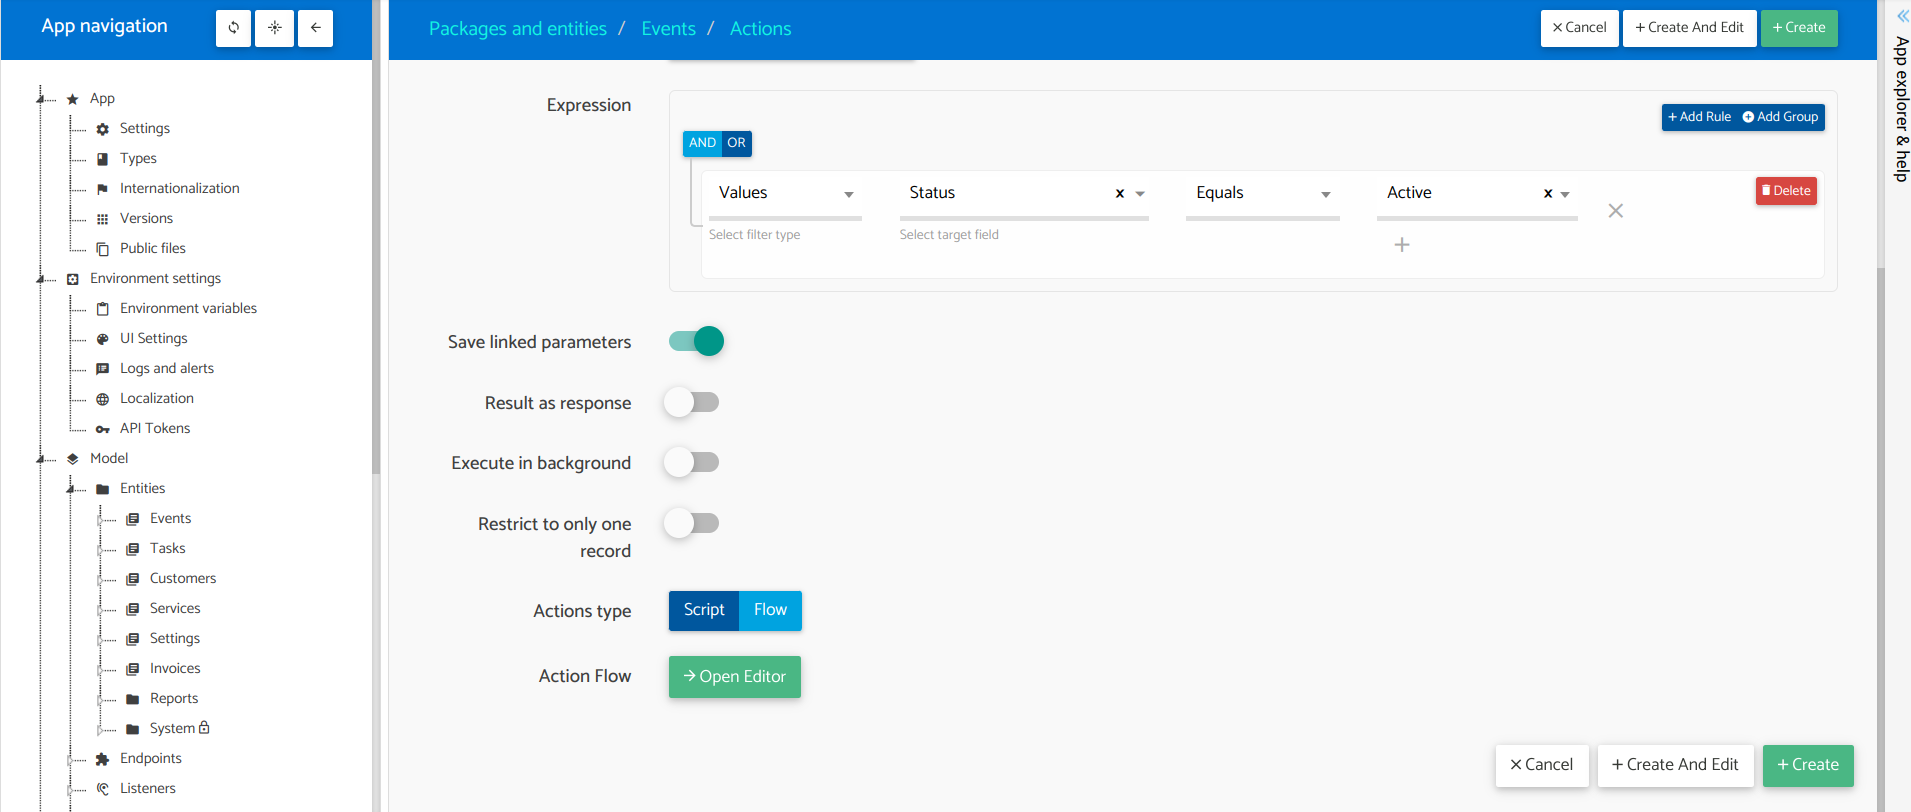 App navigation
Packages and entities / Events / Actions
Cancel
+ Create And Edit
+ Create
App explorer & help
App
Settings
Types
Internationalization
Versions
Public files
Environment settings
Environment variables
UI Settings
Logs and alerts
Localization
API Tokens
Model
Entities
Events
Tasks
Customers
Services
Settings
Invoices
Reports
System
Endpoints
Listeners
Expression
+ Add Rule
Add Group
AND OR
Values
Select filter type
Status x
Select target field
Equals
Active x
Delete
Save linked parameters
Result as response
Execute in background
Restrict to only one
record
Actions type
Script Flow
Action Flow
Open Editor
Cancel
+ Create And Edit
+ Create